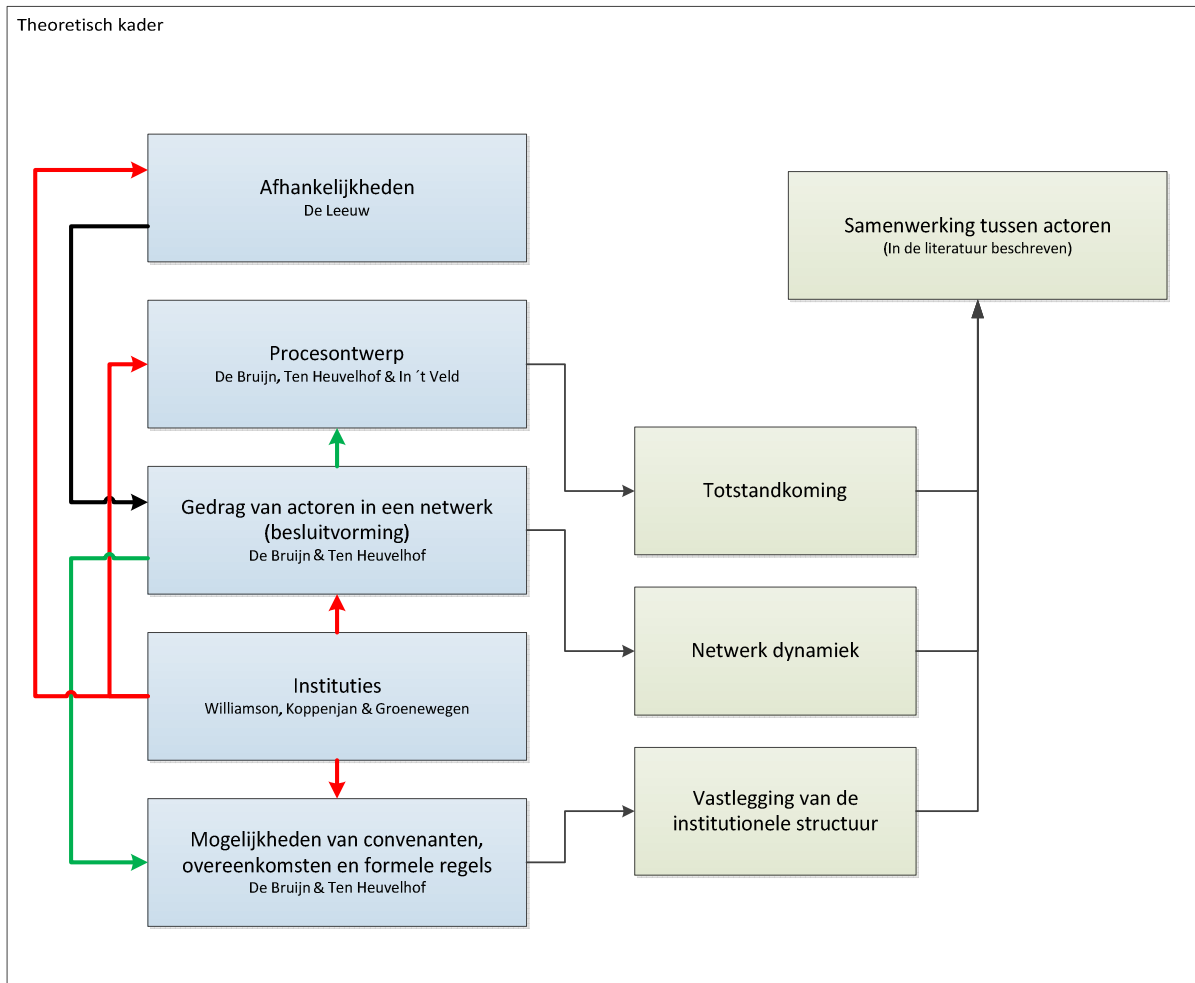 Theoretisch kader
Afhankelijkheden
De Leeuw
Samenwerking tussen actoren
(In de literatuur beschreven)
Procesontwerp
De Bruijn, Ten Heuvelhof & In ´t Veld
Totstandkoming
Gedrag van actoren in een netwerk
(besluitvorming)
De Bruijn & Ten Heuvelhof
Netwerk dynamiek
Instituties
Williamson, Koppenjan & Groenewegen
Vastlegging van de
institutionele structuur
Mogelijkheden van convenanten,
overeenkomsten en formele regels
De Bruijn & Ten Heuvelhof